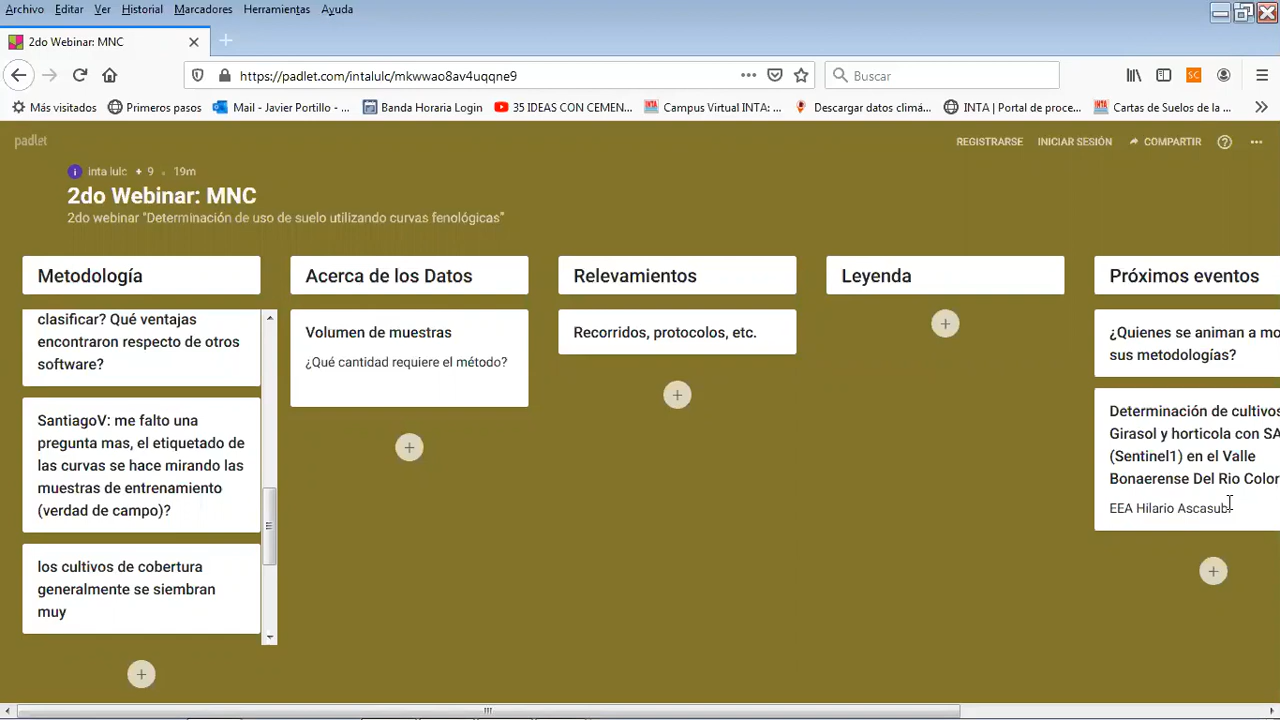 Archivo Editar Ver Historial Marcadores Herramientas Ayuda
2do Webinar: MNC
https://padlet.com/intalulc/mkwwao8av4uqqne9
Buscar
SC
Más visitados Primeros pasos Mail - Javier Portillo - ... Banda Horaria Login 35 IDEAS CON CEMEN... Campus Virtual INTA: ... Descargar datos climá... INTA | Portal de proce... Cartas de Suelos de la ...
padlet
REGISTRARSE INICIAR SESIÓN COMPARTIR
inta lulc + 9 19m
2do Webinar: MNC
2do webinar "Determinación de uso de suelo utilizando curvas fenológicas"
Metodología
clasificar? Qué ventajas
encontraron respecto de otros
software?
SantiagoV: me falto una
pregunta mas, el etiquetado de
las curvas se hace mirando las
muestras de entrenamiento
(verdad de campo)?
los cultivos de cobertura
generalmente se siembran
muy
Acerca de los Datos
Volumen de muestras
¿Qué cantidad requiere el método?
Relevamientos
Recorridos, protocolos, etc.
Leyenda
Próximos eventos
¿Quienes se animan a mo
sus metodologías?
Determinación de cultivos
Girasol y horticola con SA
(Sentinel1) en el Valle
Bonaerense Del Rio Color
EEA Hilario Ascasubi